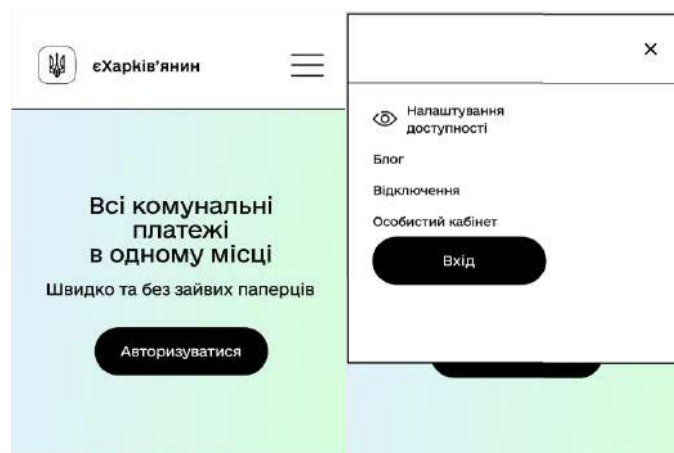 єХарків’янин
Всі комунальні
платежі
в одному місці
Швидко та без зайвих паперців
Авторизуватися
Налаштування
доступності
Блог
Відключення
Особистий кабінет
Вхід